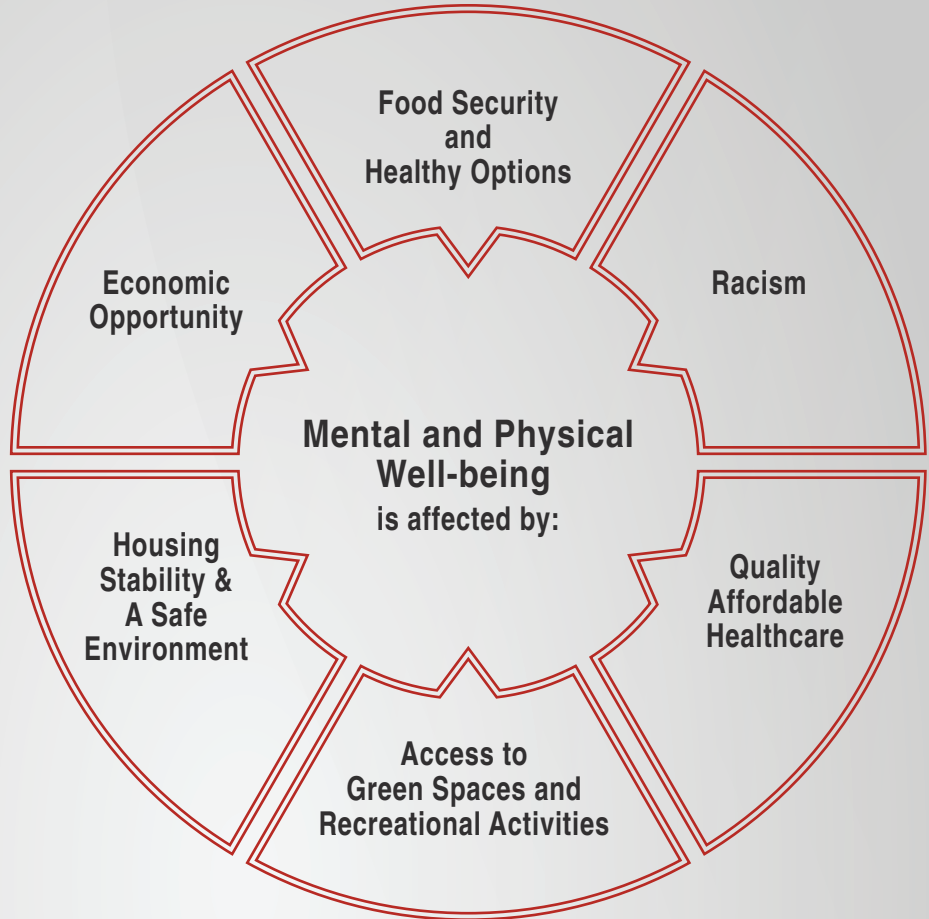 Food Security
and
Healthy Options
Racism
Quality
Affordable
Healthcare
Access to
Green Spaces and
Recreational Activities
Housing
Stability &
A Safe
Environment
Economic
Opportunity
Mental and Physical
Well-being
is affected by: